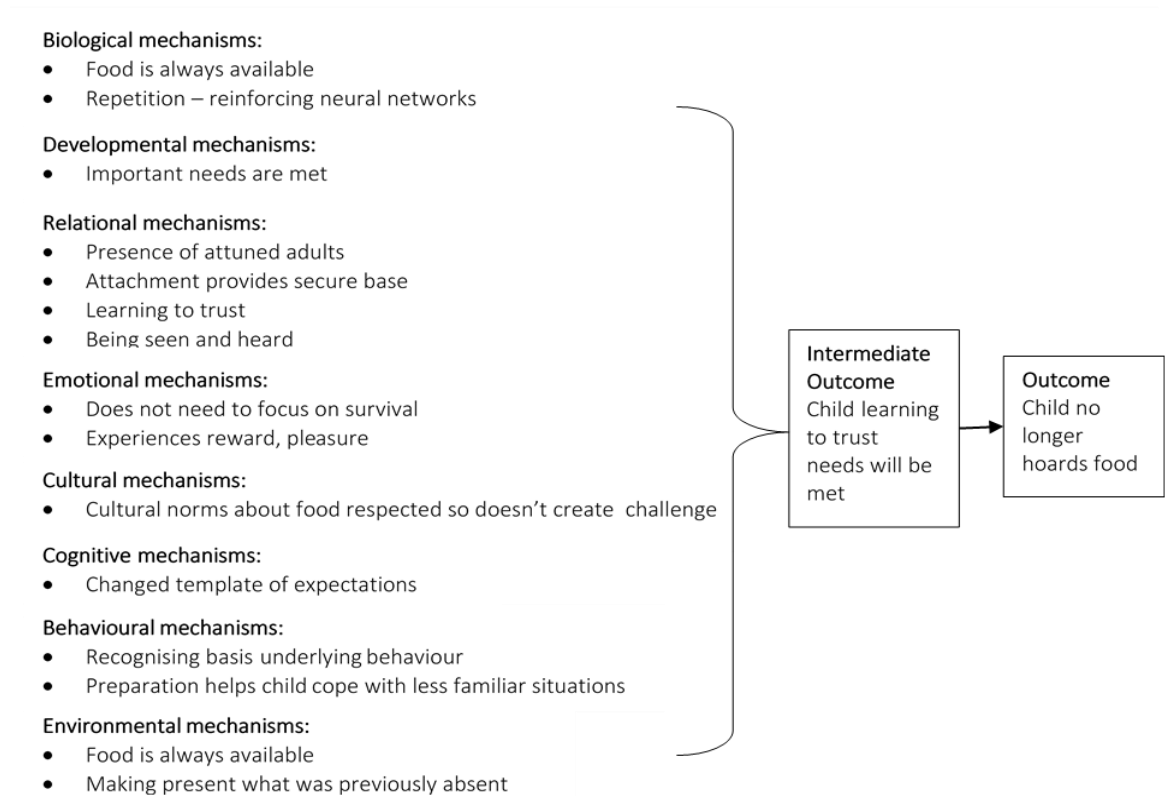 Biological mechanisms:
• Food is always available
• Repetition – reinforcing neural networks
Developmental mechanisms:
• Important needs are met
Relational mechanisms:
• Presence of attuned adults
• Attachment provides secure base
• Learning to trust
• Being seen and heard
Emotional mechanisms:
• Does not need to focus on survival
• Experiences reward, pleasure
Cultural mechanisms:
• Cultural norms about food respected so doesn’t create challenge
Cognitive mechanisms:
• Changed template of expectations
Behavioural mechanisms:
• Recognising basis underlying behaviour
• Preparation helps child cope with less familiar situations
Environmental mechanisms:
• Food is always available
• Making present what was previously absent
Intermediate
Outcome
Child learning
to trust
needs will be
met
Outcome
Child no
longer
hoards food